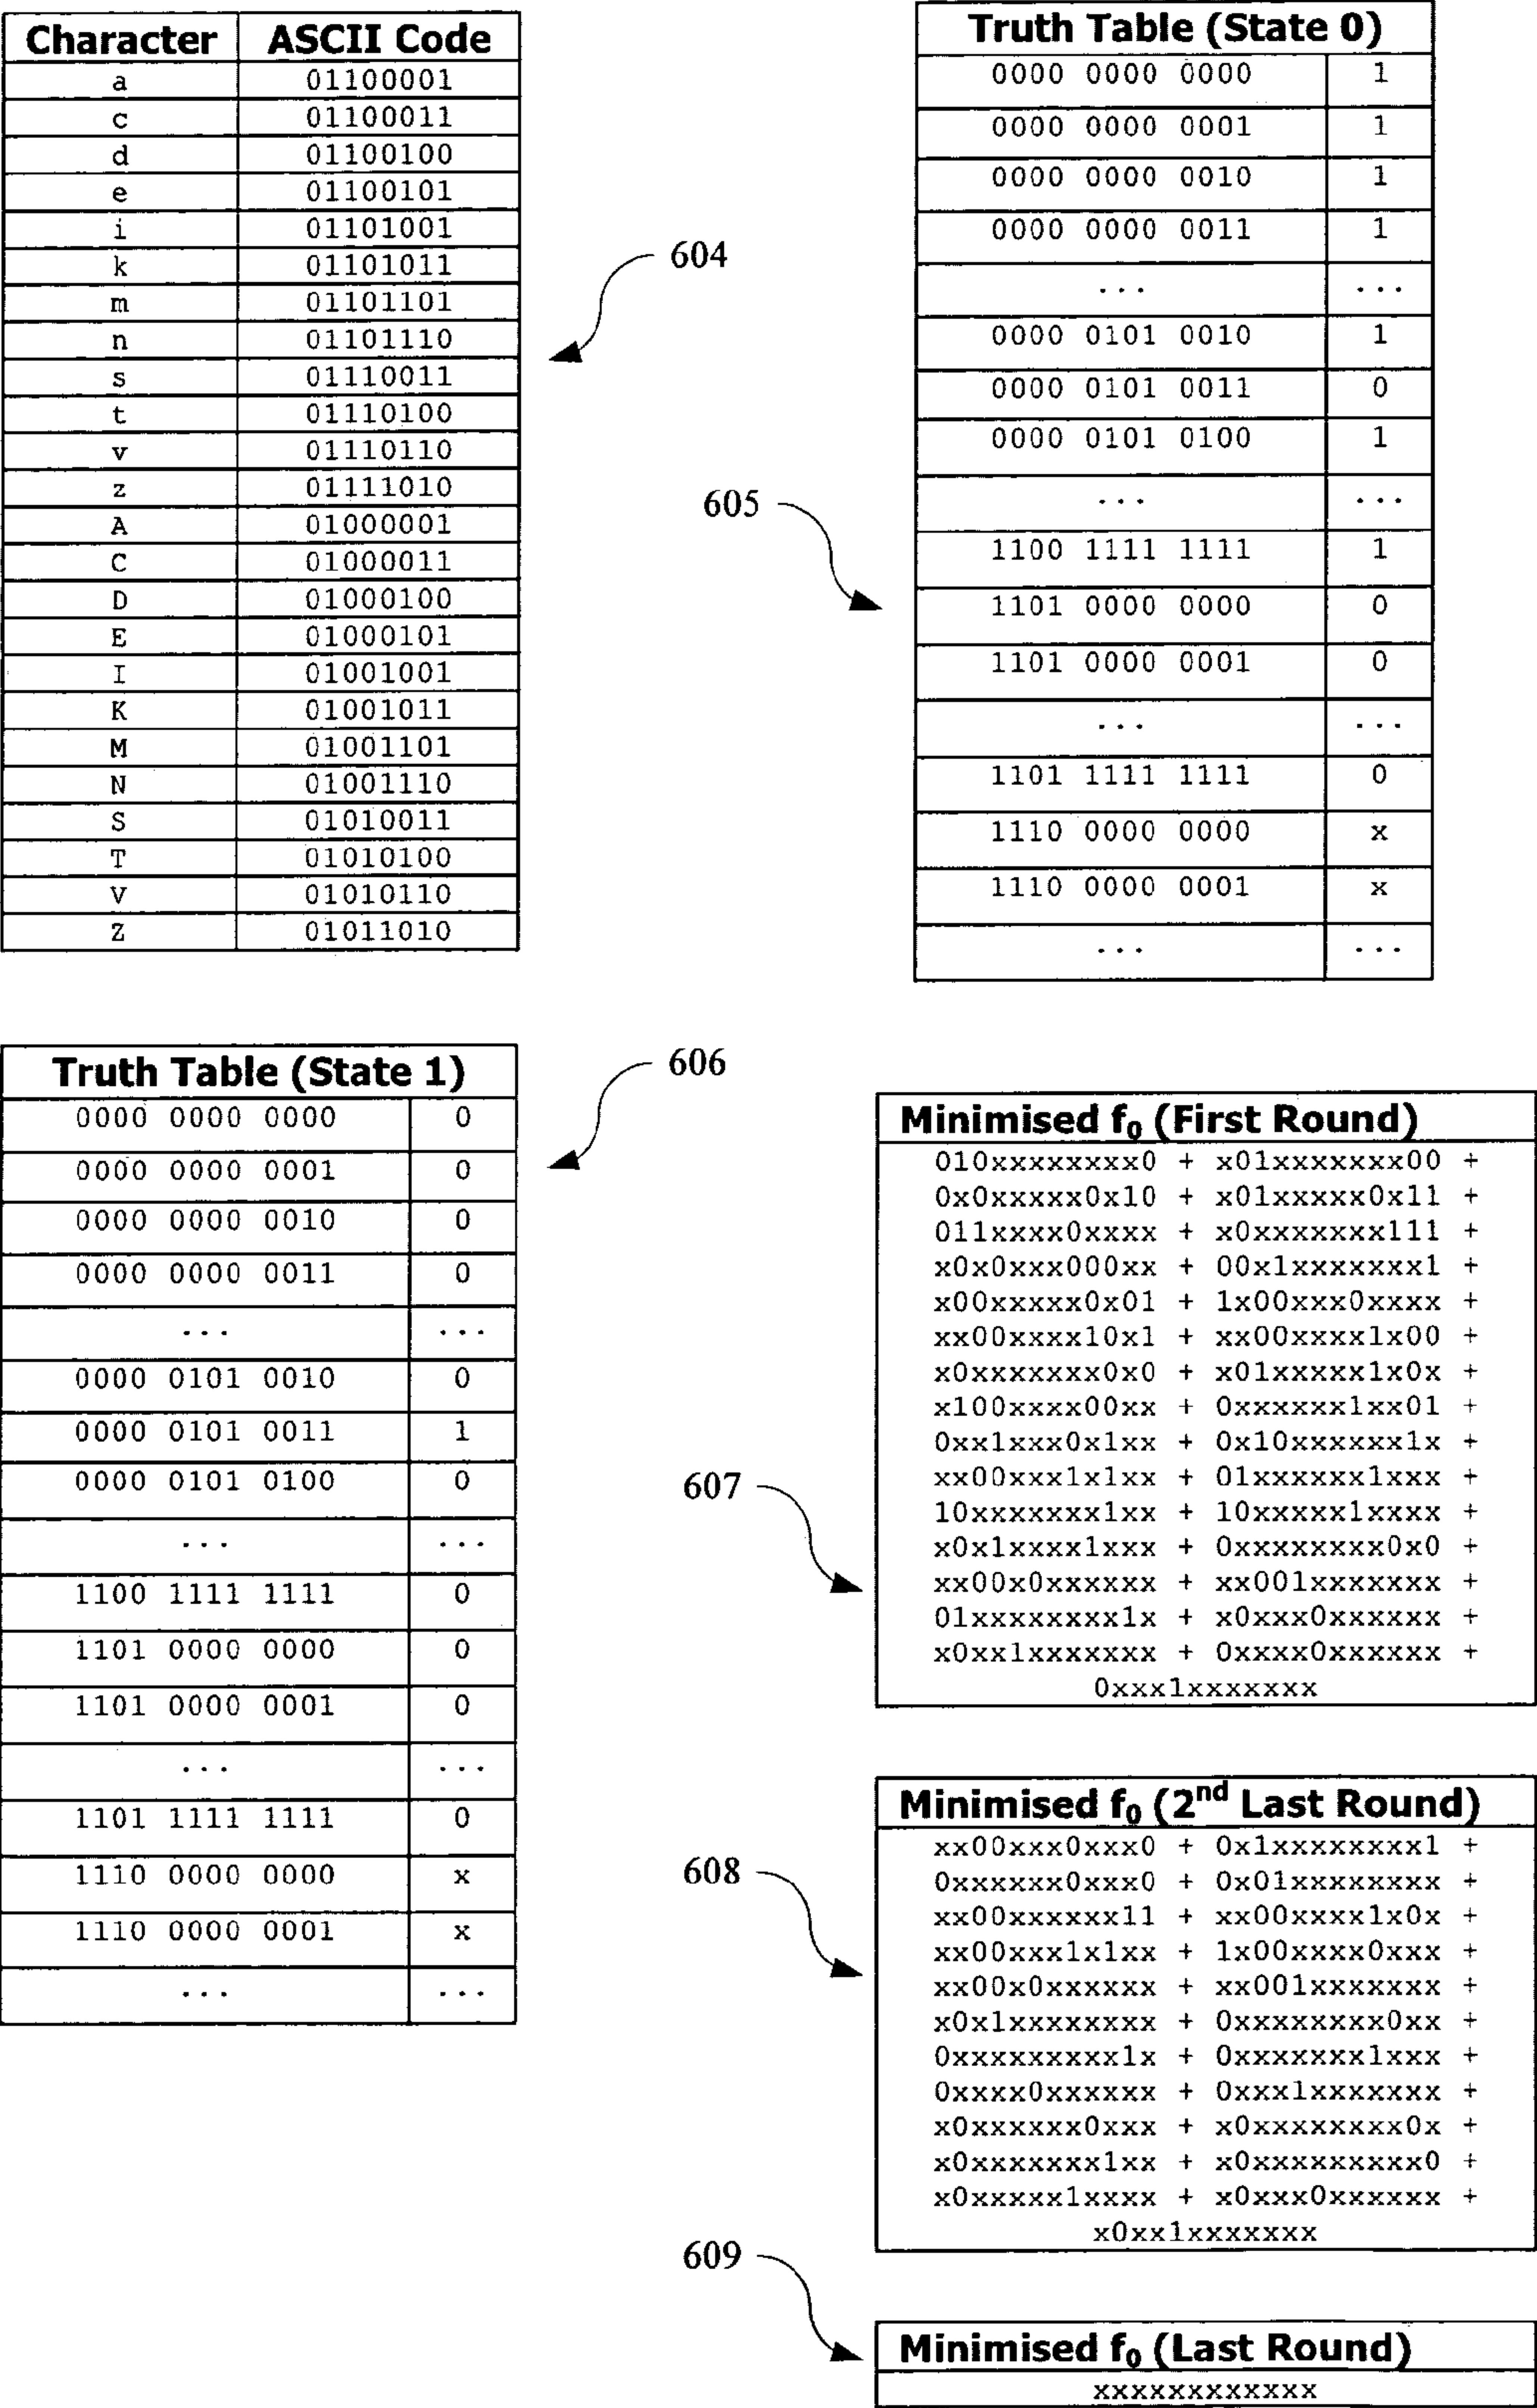 Character ASCII Code
a 01100001
c 01100011
d 01100100
e 01100101
i 01101001
k 01101011
m 01101101
n 01101110
s 01110011
t 01110100
v 01110110
z 01111010
A 01000001
C 01000011
D 01000100
E 01000101
I 01001001
K 01001011
M 01001101
N 01001110
S 01010011
T 01010100
V 01010110
Z 01011010
604
Truth Table (State 0)
0000 0000 0000 1
0000 0000 0001 1
0000 0000 0010 1
0000 0000 0011 1
... ...
0000 0101 0010 1
0000 0101 0011 0
0000 0101 0100 1
... ...
1100 1111 1111 1
1101 0000 0000 0
1101 0000 0001 0
... ...
1101 1111 1111 0
1110 0000 0000 x
1110 0000 0001 x
... ...
605
Truth Table (State 1)
0000 0000 0000 0
0000 0000 0001 0
0000 0000 0010 0
0000 0000 0011 0
... ...
0000 0101 0010 0
0000 0101 0011 1
0000 0101 0100 0
... ...
1100 1111 1111 0
1101 0000 0000 0
1101 0000 0001 0
... ...
1101 1111 1111 0
1110 0000 0000 x
1110 0000 0001 x
... ...
606
Minimised f0 (First Round)
010xxxxxxxx0 + x01xxxxxxx00 +
0x0xxxxx0x10 + x01xxxxx0x11 +
011xxxx0xxxx + x0xxxxxxx111 +
x0x0xxx000xx + 00x1xxxxxxx1 +
x00xxxxx0x01 + 1x00xxx0xxxx +
xx00xxxx10x1 + xx00xxxx1x00 +
x0xxxxxxx0x0 + x01xxxxx1x0x +
x100xxxx00xx + 0xxxxxx1xx01 +
0xx1xxx0x1xx + 0x10xxxxxx1x +
xx00xxx1x1xx + 01xxxxxx1xxx +
10xxxxxxx1xx + 10xxxxx1xxxx +
x0x1xxxx1xxx + 0xxxxxxxx0x0 +
xx00x0xxxxxx + xx001xxxxxxx +
01xxxxxxxx1x + x0xxx0xxxxxx +
x0xx1xxxxxxx + 0xxxx0xxxxxx +
0xxx1xxxxxxx
607
Minimised f0 (2nd Last Round)
xx00xxx0xxx0 + 0x1xxxxxxxx1 +
0xxxxxx0xxx0 + 0x01xxxxxxxx +
xx00xxxxxx11 + xx00xxxx1x0x +
xx00xxx1x1xx + 1x00xxxx0xxx +
xx00x0xxxxxx + xx001xxxxxxx +
x0x1xxxxxxxx + 0xxxxxxxx0xx +
0xxxxxxxxx1x + 0xxxxxxx1xxx +
0xxxx0xxxxxx + 0xxx1xxxxxxx +
x0xxxxxx0xxx + x0xxxxxxxx0x +
x0xxxxxxx1xx + x0xxxxxxxxx0 +
x0xxxxx1xxxx + x0xxx0xxxxxx +
x0xx1xxxxxxx
608
Minimised f0 (Last Round)
xxxxxxxxxxxx
609